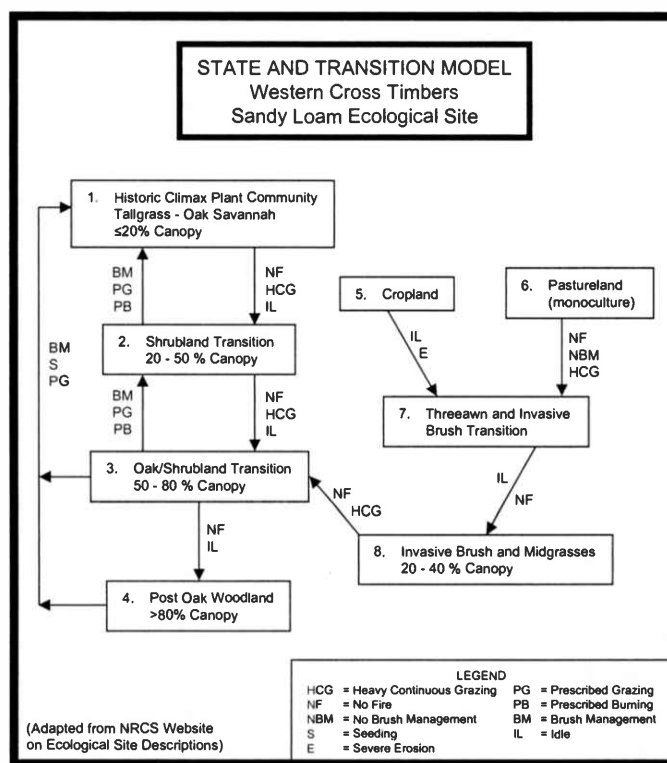 STATE AND TRANSITION MODEL
Western Cross Timbers
Sandy Loam Ecological Site
1. Historic Climax Plant Community
Tallgrass - Oak Savannah
≤20% Canopy
BM
PG
PB
NF
HCG
IL
5. Cropland
6. Pastureland
(monoculture)
2. Shrubland Transition
20 - 50 % Canopy
IL
E
NF
NBM
HCG
BM
S
PG
BM
PG
PB
NF
HCG
IL
7. Threeawn and Invasive
Brush Transition
3. Oak/Shrubland Transition
50 - 80 % Canopy
NF
HCG
IL
NF
NF
IL
8. Invasive Brush and Midgrasses
20 - 40 % Canopy
4. Post Oak Woodland
>80% Canopy
LEGEND
HCG = Heavy Continuous Grazing
PG = Prescribed Grazing
NF = No Fire
PB = Prescribed Burning
NBM = No Brush Management
BM = Brush Management
S = Seeding
IL = Idle
E = Severe Erosion
(Adapted from NRCS Website
on Ecological Site Descriptions)